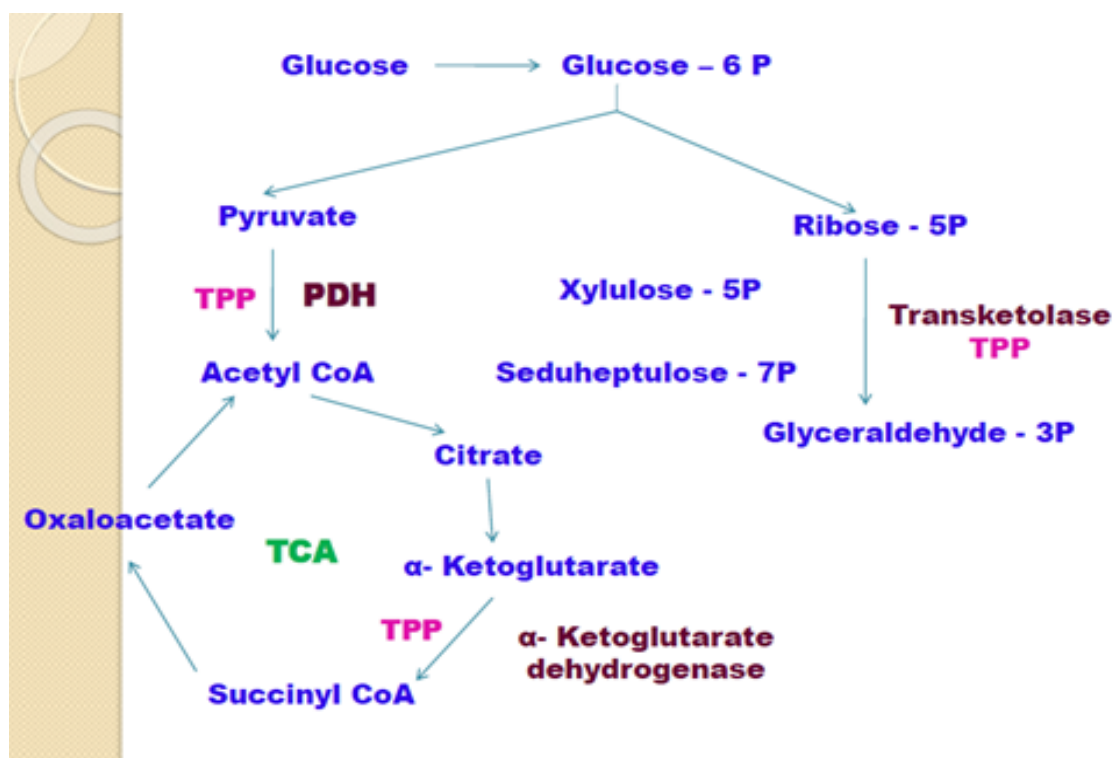 Glucose
Glucose – 6 P
Pyruvate
Ribose - 5P
TPP
PDH
Xylulose - 5P
Transketolase
TPP
Acetyl CoA
Seduheptulose - 7P
Glyceraldehyde - 3P
Citrate
Oxaloacetate
TCA
α- Ketoglutarate
TPP
α- Ketoglutarate
dehydrogenase
Succinyl CoA